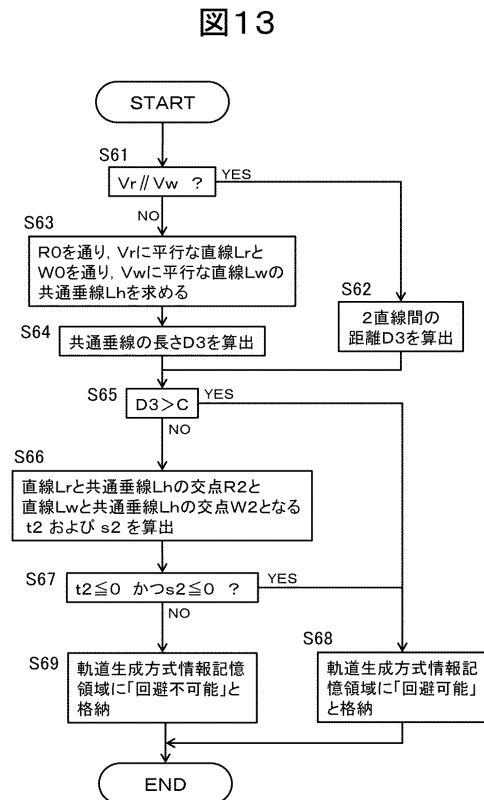 図13
START
S61
Vr∥Vw ?
YES
NO
S63
R0を通り,Vrに平行な直線Lrと
W0を通り,Vwに平行な直線Lwの
共通垂線Lhを求める
S62
2直線間の
距離D3を算出
S64
共通垂線の長さD3を算出
S65
D3>C
YES
NO
S66
直線Lrと共通垂線Lhの交点R2と
直線Lwと共通垂線Lhの交点W2となる
t2 および s2 を算出
S67
t2≦0 かつs2≦0 ?
YES
NO
S69
軌道生成方式情報記憶
領域に「回避不可能」と
格納
S68
軌道生成方式情報記
憶領域に「回避可能」
と格納
END